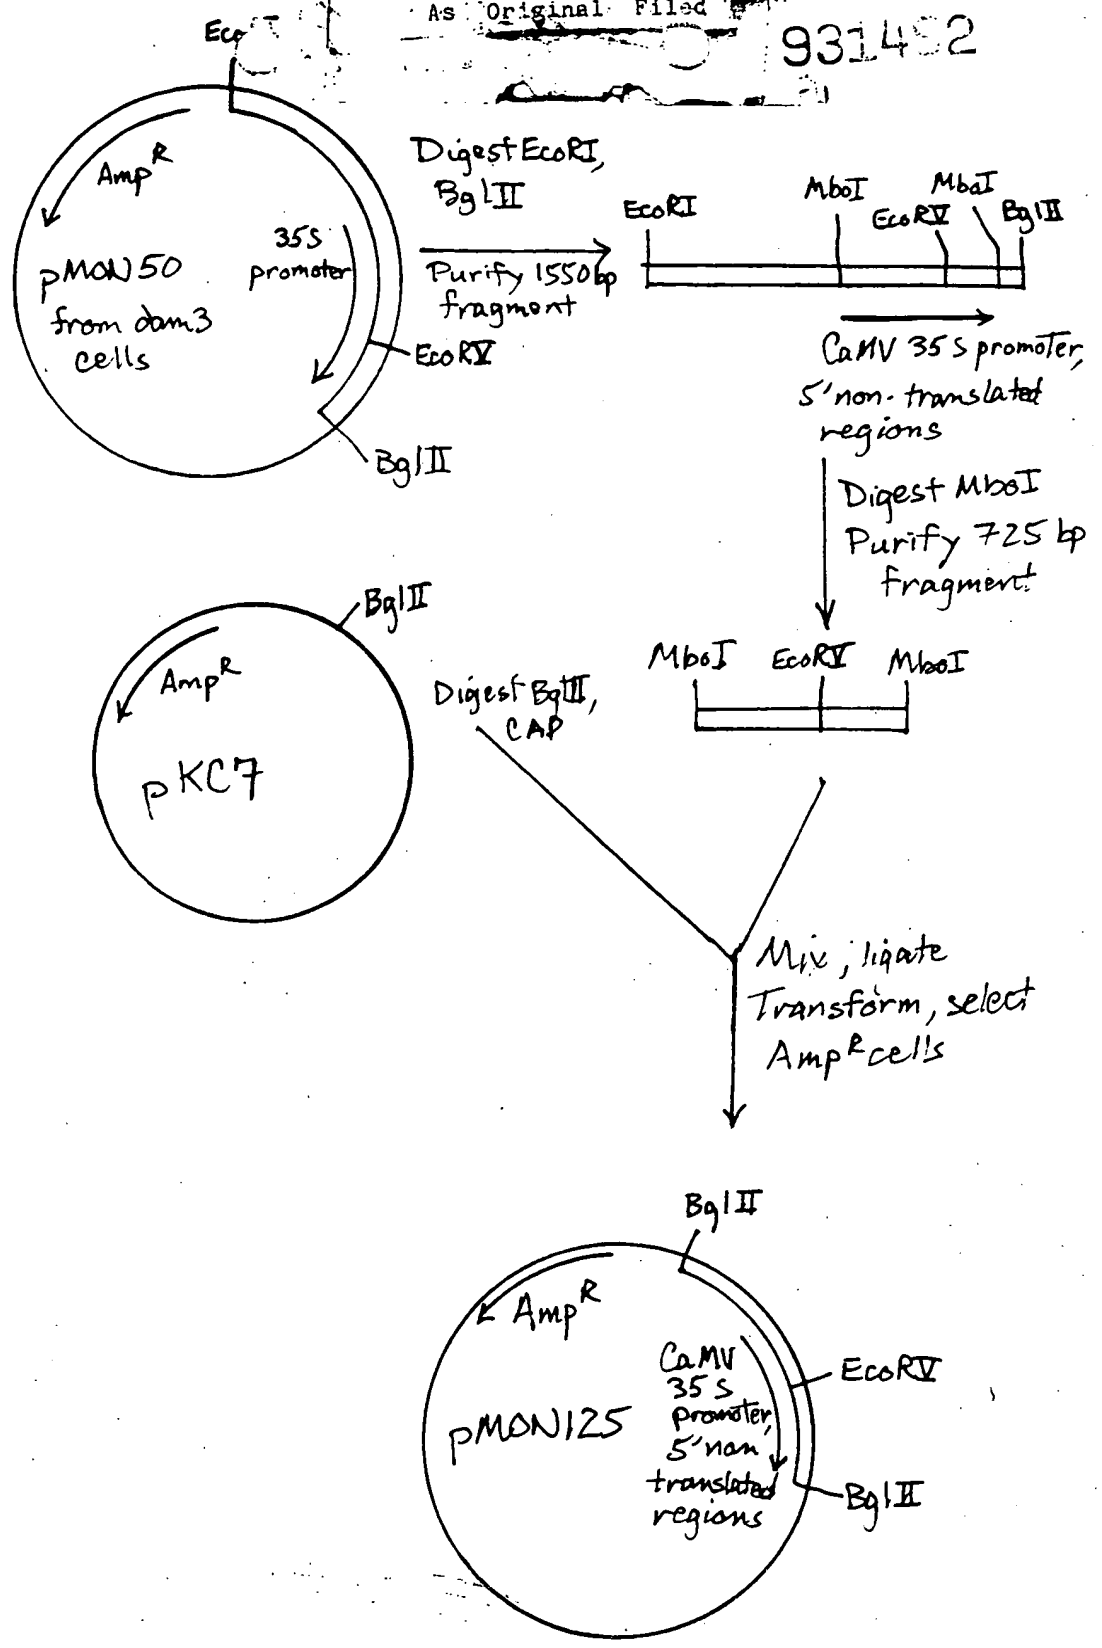 As Original Filed
Eco
9314 2
Amp R
pMON50
from dam3
cells
35S
promoter
EcoRV
BglII
Digest EcoRI,
BglII
Purify 1550bp
fragment
EcoRI
MboI
EcoRV
MboI
BglII
CaMV 35S promoter,
5' non-translated
regions
Digest MboI
Purify 725 bp
fragment
BglII
Amp R
pKC7
Digest BglII,
CAP
MboI
EcoRV
MboI
Mix, ligate
Transform, select
Amp R cells
BglII
Amp R
pMON125
CaMV
35S
promoter,
5' non
translated
regions
EcoRV
BglII